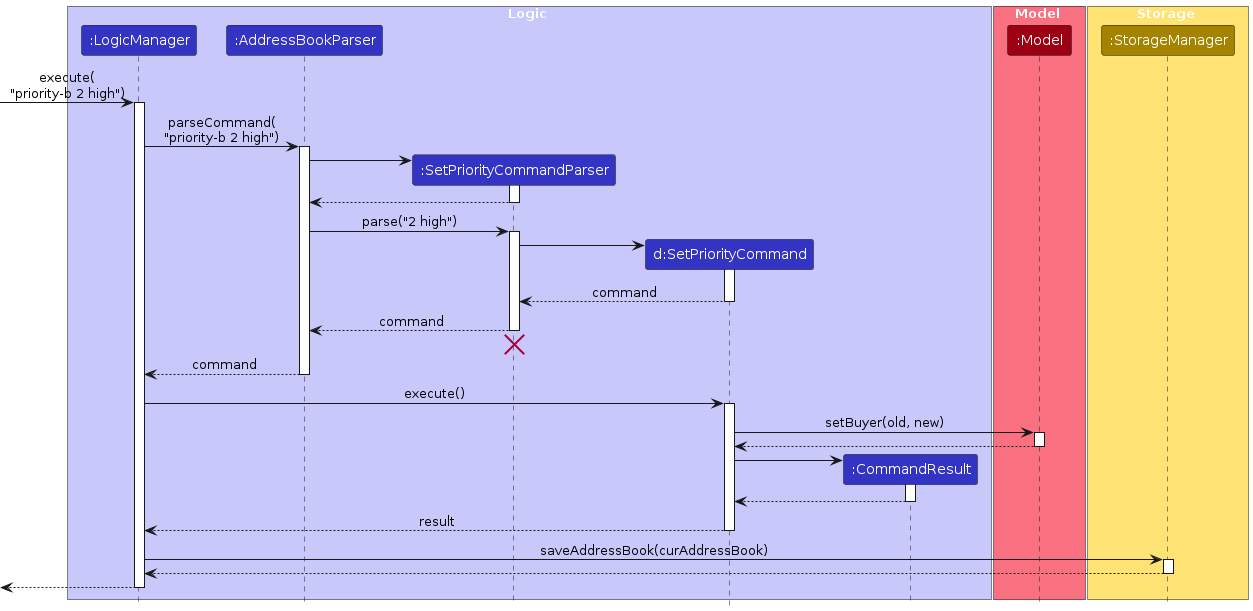 Logic
Model
Storage
:LogicManager
:AddressBookParser
:Model
:StorageManager
execute(
"priority-b 2 high")
parseCommand(
"priority-b 2 high")
:SetPriorityCommandParser
parse("2 high")
d:SetPriorityCommand
command
command
command
execute()
setBuyer(old, new)
:CommandResult
result
saveAddressBook(curAddressBook)